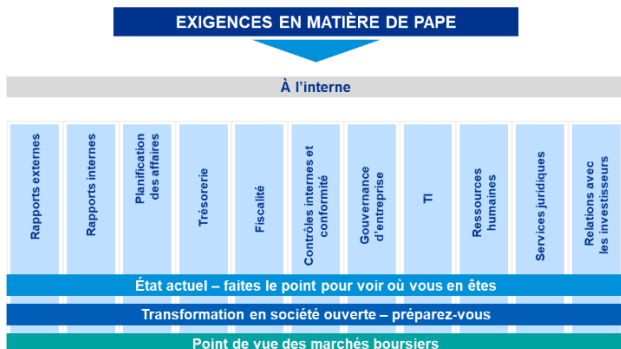 EXIGENCES EN MATIÈRE DE PAPE
À l'interne
Rapports externes
Rapports internes
Planification
des affaires
Trésorerie
Fiscalité
Contrôles internes et
conformité
Gouvernance
d'entreprise
TI
Ressources
humaines
Services juridiques
Relations avec
les investisseurs
État actuel – faites le point pour voir où vous en êtes
Transformation en société ouverte – préparez-vous
Point de vue des marchés boursiers